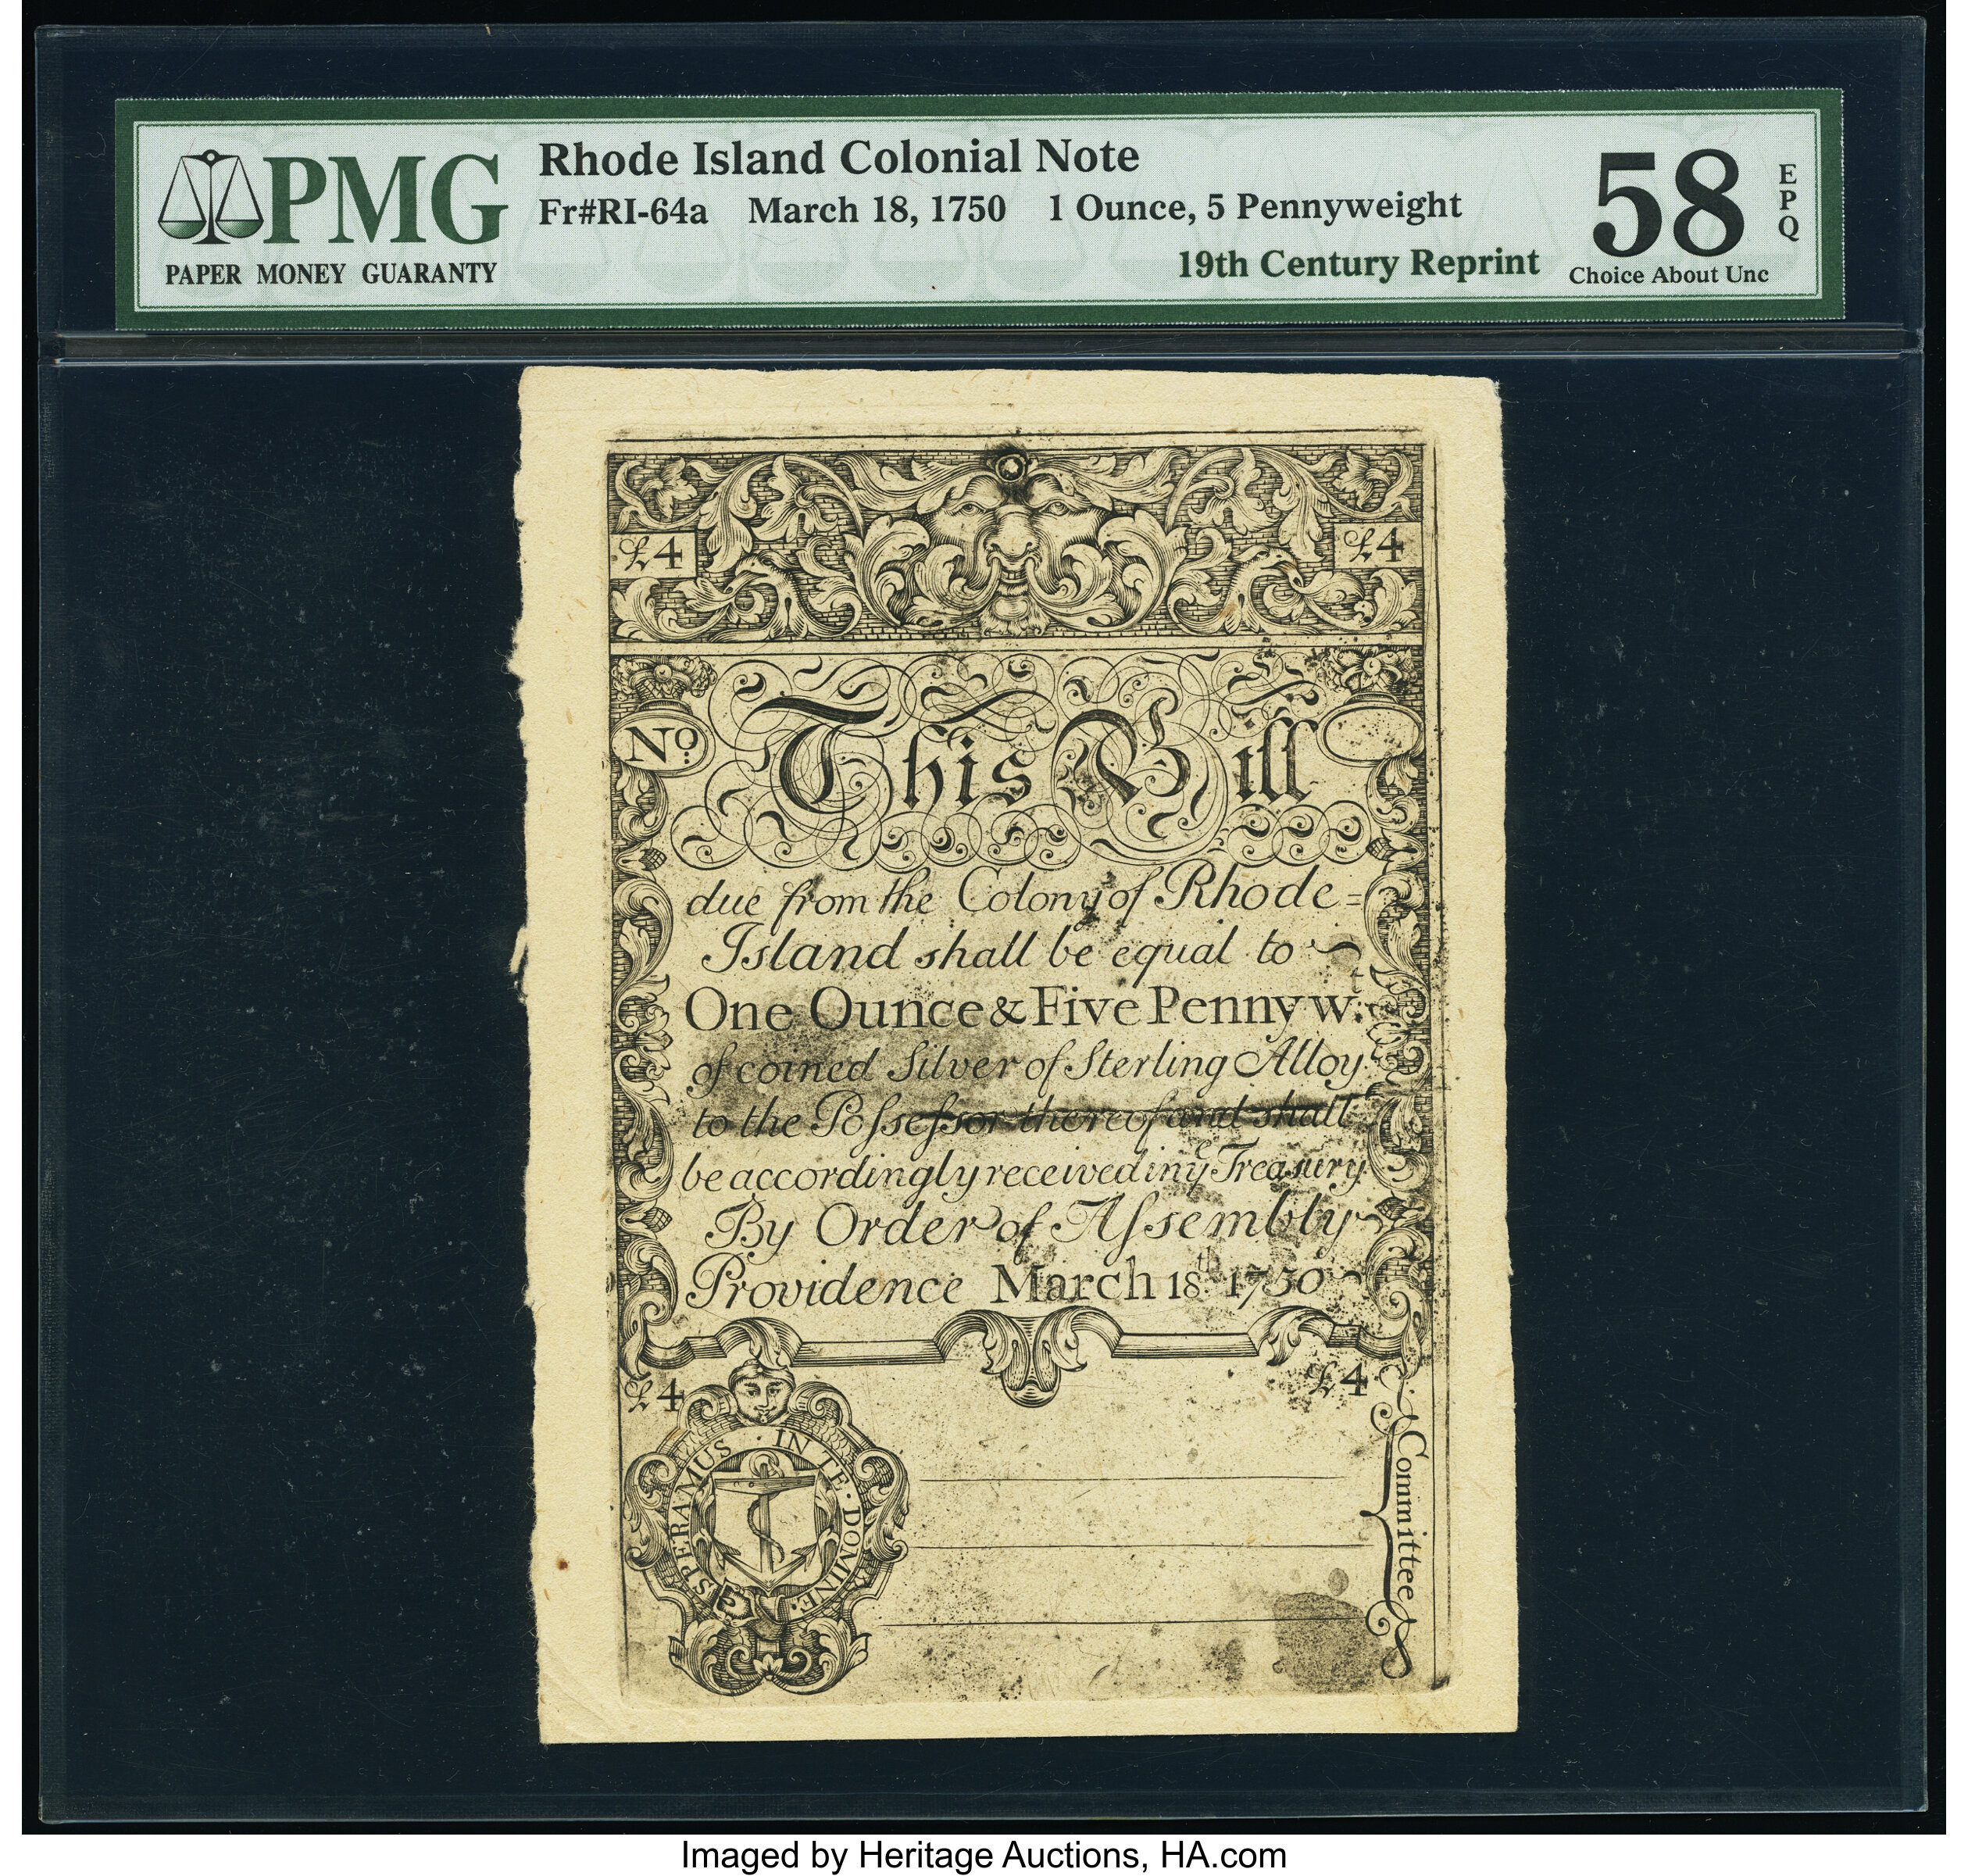 PMG
PAPER MONEY GUARANTY
Rhode Island Colonial Note
Fr#RI-64a March 18, 1750 1 Ounce, 5 Pennyweight
19th Century Reprint
58
EPQ
Choice About Unc
£4 £4
No. This Bill
due from the Colony of Rhode=
Island shall be equal to
One Ounce & Five Pennyw:t
of coined Silver of Sterling Alloy
to the Poſseſsor thereof and shall
be accordingly received in yͤ Treasury.
By Order of Aſsembly
Providence March 18th 1750
£4 £4
SPERAMUS · IN TE · DOMINE ·
Committee
Imaged by Heritage Auctions, HA.com